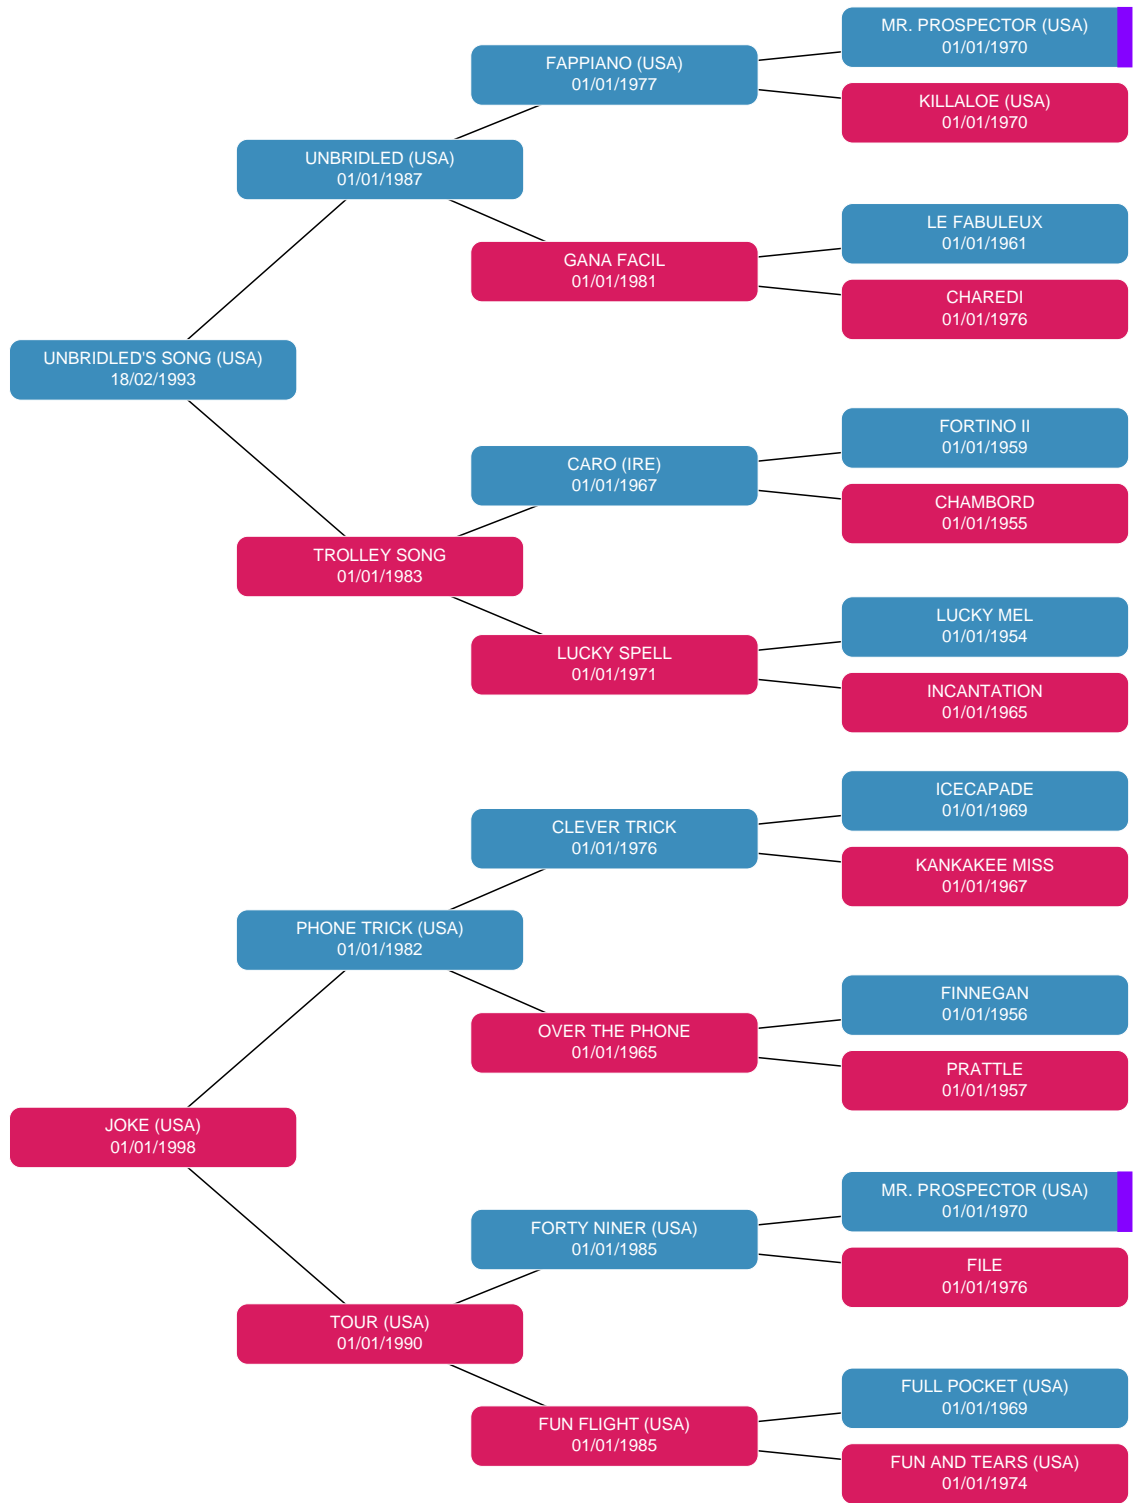 MR. PROSPECTOR (USA)
01/01/1970
FAPPIANO (USA)
01/01/1977
KILLALOE (USA)
01/01/1970
UNBRIDLED (USA)
01/01/1987
LE FABULEUX
01/01/1961
GANA FACIL
01/01/1981
CHAREDI
01/01/1976
UNBRIDLED'S SONG (USA)
18/02/1993
FORTINO II
01/01/1959
CARO (IRE)
01/01/1967
CHAMBORD
01/01/1955
TROLLEY SONG
01/01/1983
LUCKY MEL
01/01/1954
LUCKY SPELL
01/01/1971
INCANTATION
01/01/1965
ICECAPADE
01/01/1969
CLEVER TRICK
01/01/1976
KANKAKEE MISS
01/01/1967
PHONE TRICK (USA)
01/01/1982
FINNEGAN
01/01/1956
OVER THE PHONE
01/01/1965
PRATTLE
01/01/1957
JOKE (USA)
01/01/1998
MR. PROSPECTOR (USA)
01/01/1970
FORTY NINER (USA)
01/01/1985
FILE
01/01/1976
TOUR (USA)
01/01/1990
FULL POCKET (USA)
01/01/1969
FUN FLIGHT (USA)
01/01/1985
FUN AND TEARS (USA)
01/01/1974